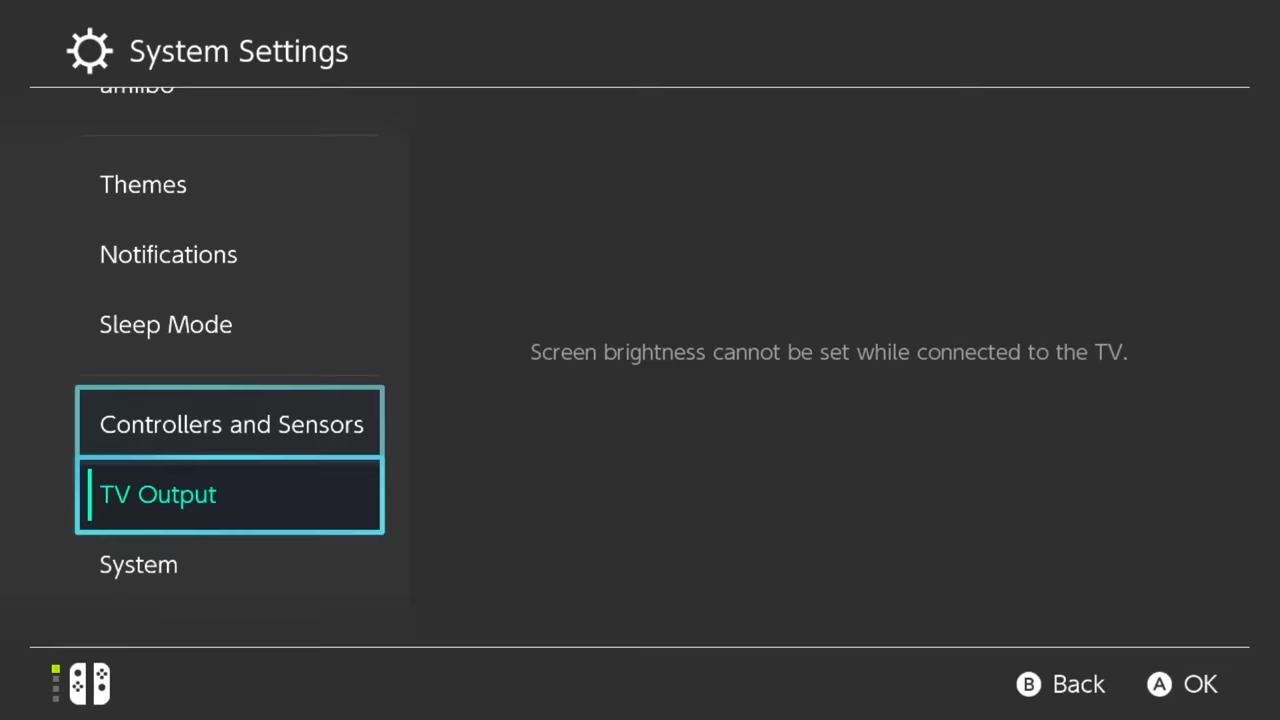 System Settings
amiibo
Themes
Notifications
Sleep Mode
Screen brightness cannot be set while connected to the TV.
Controllers and Sensors
TV Output
System
B Back
A OK